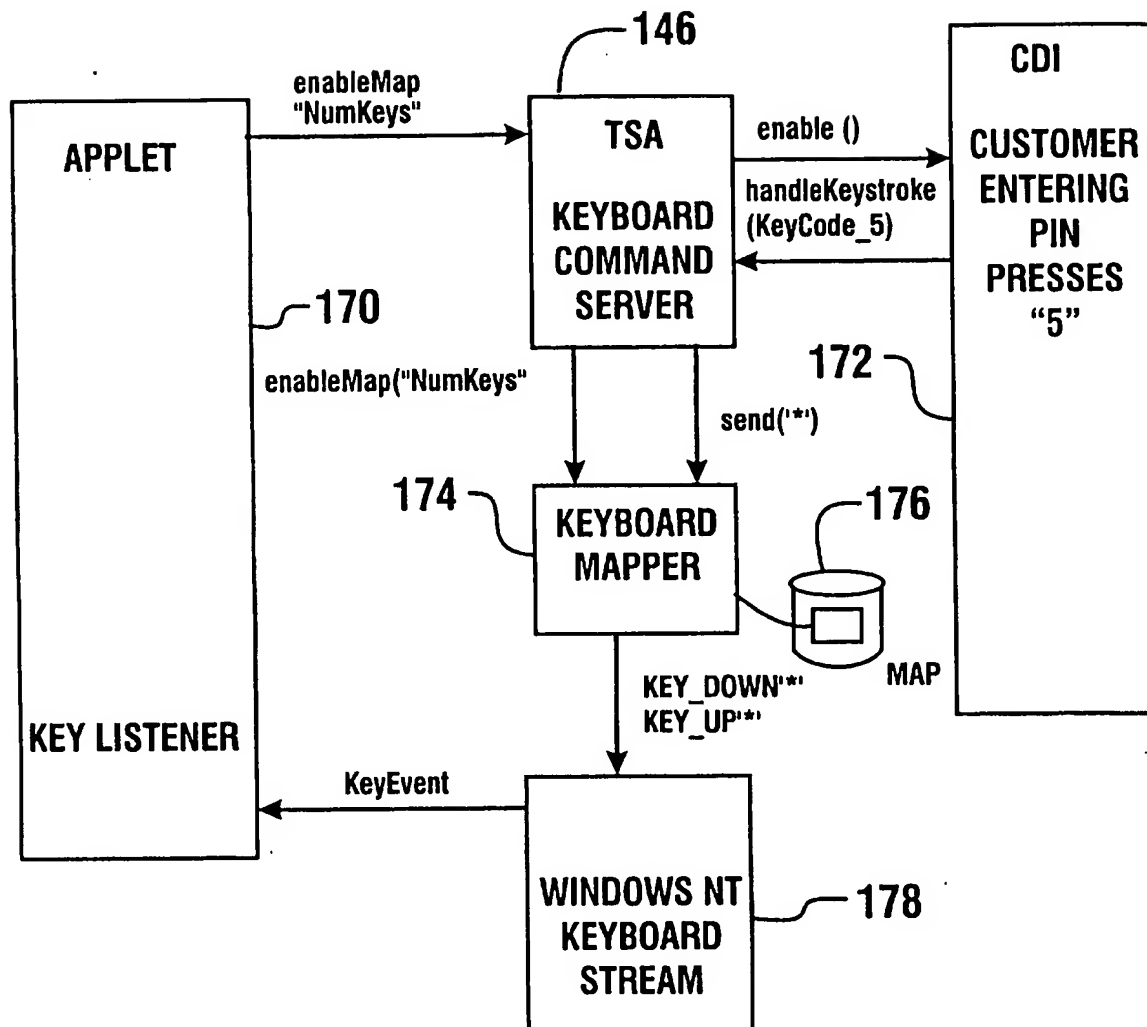 146
enableMap
"NumKeys"
APPLET
TSA
KEYBOARD
COMMAND
SERVER
enable ()
handleKeystroke
(KeyCode_5)
CDI
CUSTOMER
ENTERING
PIN
PRESSES
“5”
170
172
enableMap("NumKeys"
send('*')
174
KEYBOARD
MAPPER
176
MAP
KEY_DOWN'*'
KEY_UP'*'
KEY LISTENER
KeyEvent
WINDOWS NT
KEYBOARD
STREAM
178